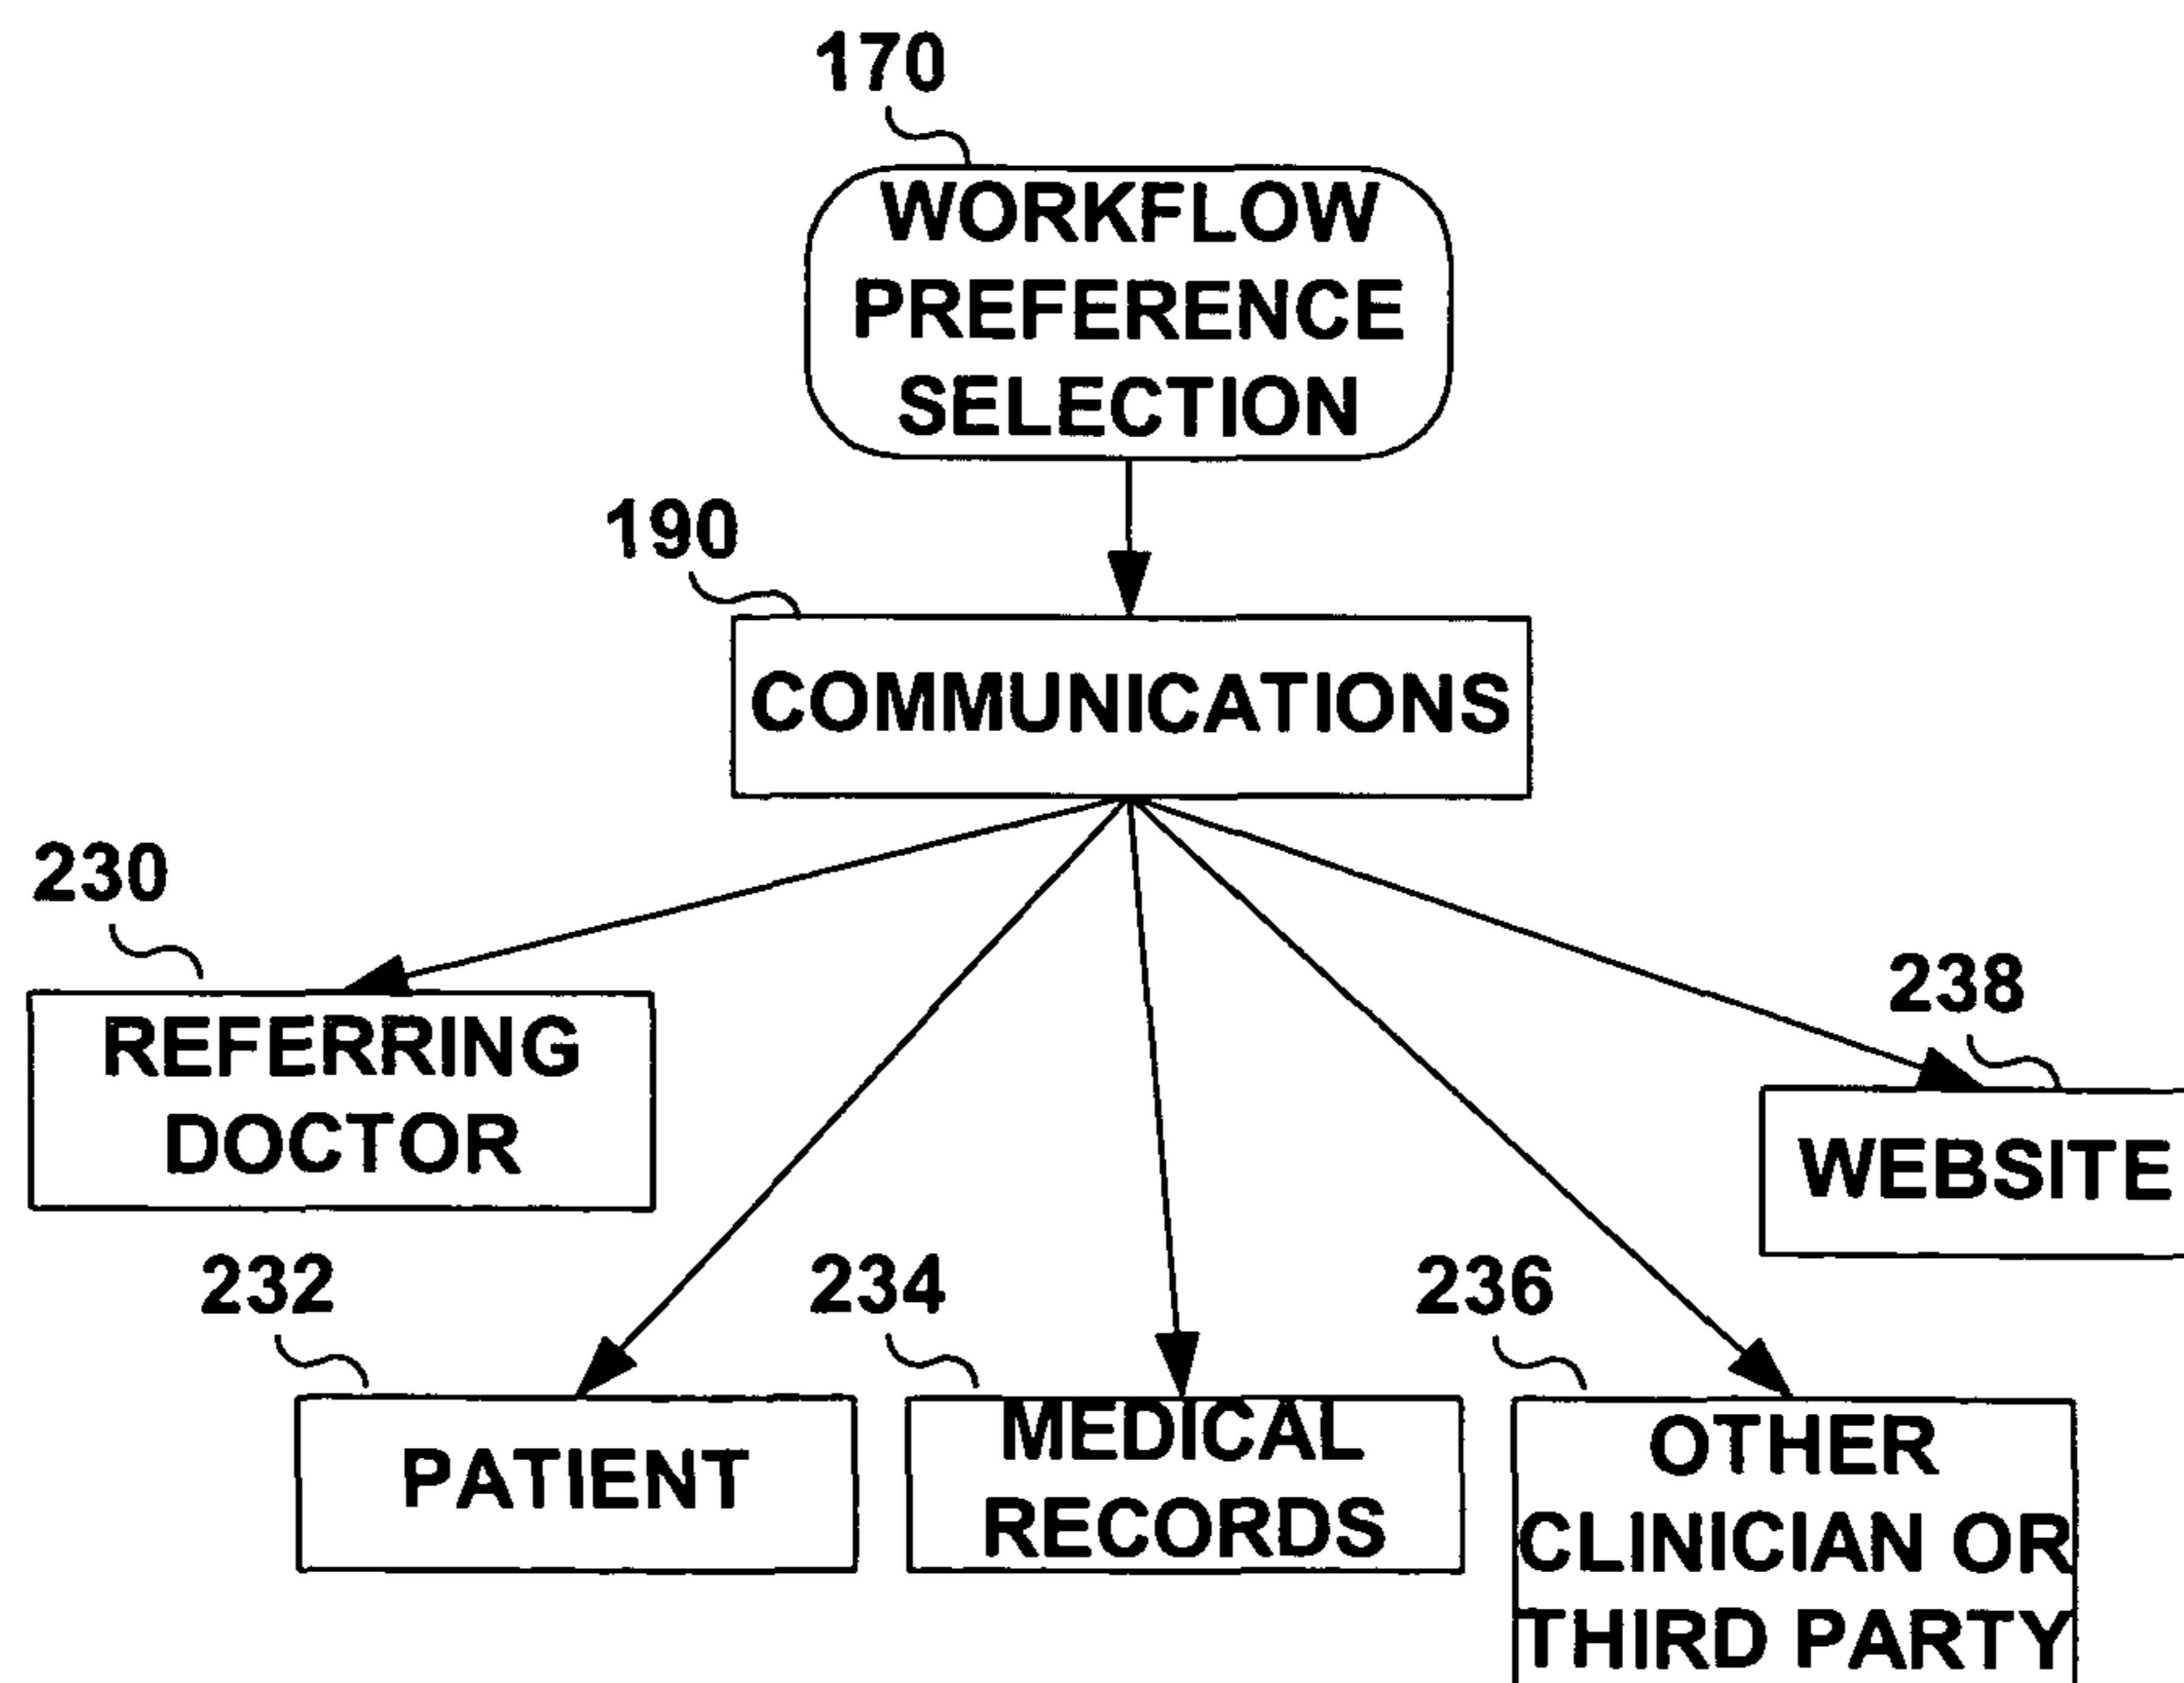 170
WORKFLOW
PREFERENCE
SELECTION
190
COMMUNICATIONS
230
REFERRING
DOCTOR
238
WEBSITE
232
PATIENT
234
MEDICAL
RECORDS
236
OTHER
CLINICIAN OR
THIRD PARTY